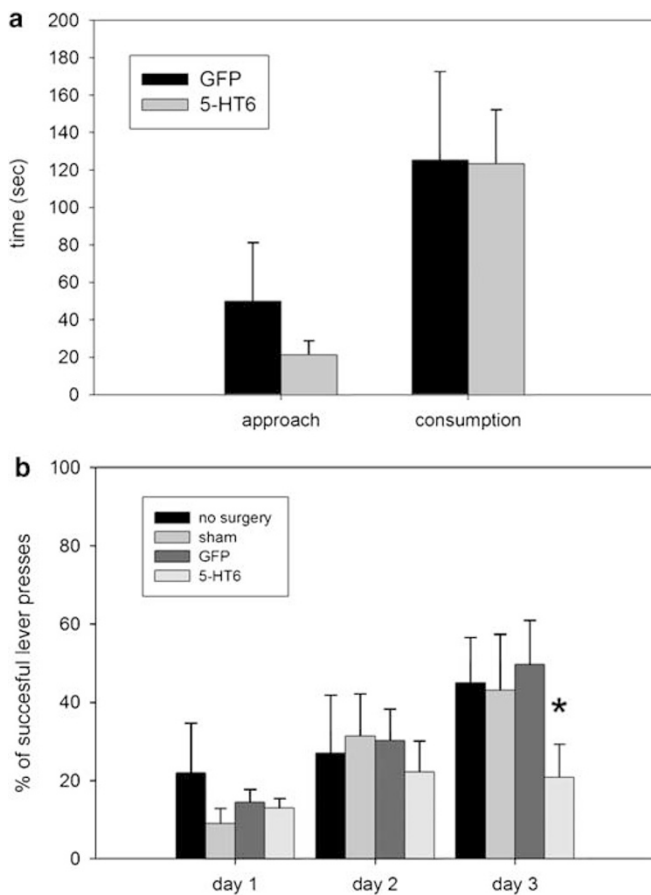 a
200
180
160
140
120
100
80
60
40
20
0
time (sec)
GFP
5-HT6
approach consumption
b
100
80
60
40
20
0
% of succesful lever presses
no surgery
sham
GFP
5-HT6
*
day 1 day 2 day 3